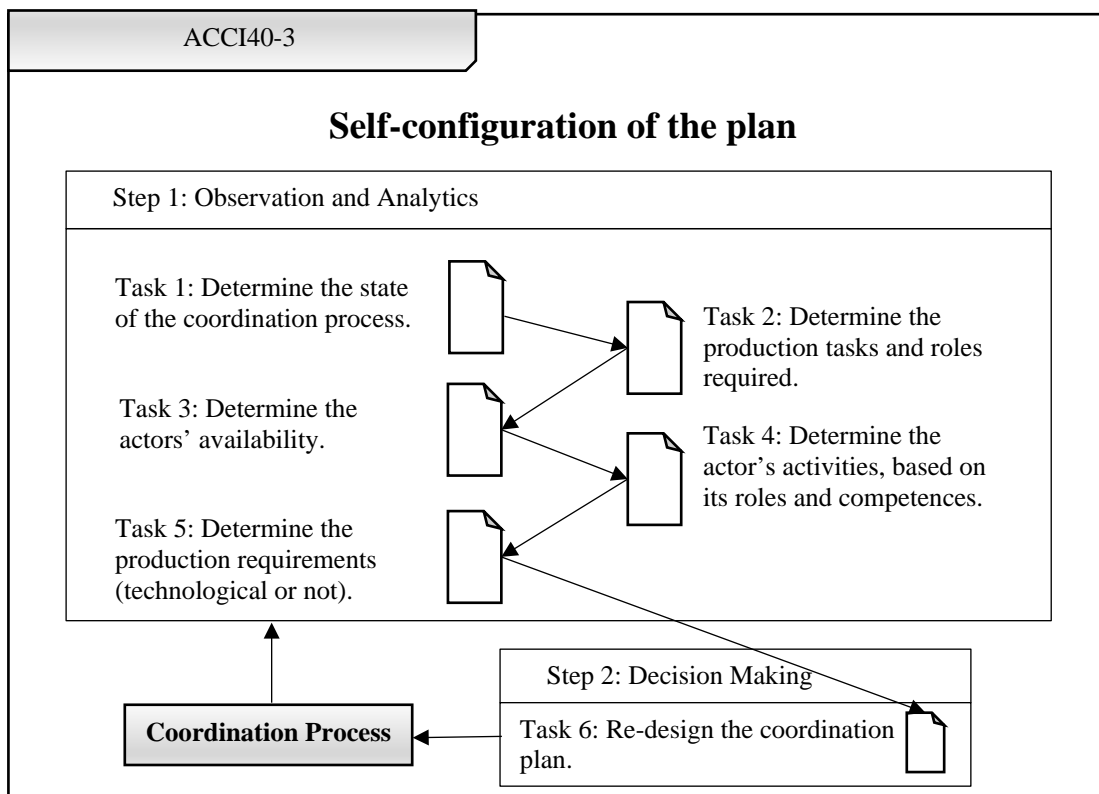 ACCI40-3
Self-configuration of the plan
Step 1: Observation and Analytics
Task 1: Determine the state
of the coordination process.
Task 2: Determine the
production tasks and roles
required.
Task 3: Determine the
actors’ availability.
Task 4: Determine the
actor’s activities, based on
its roles and competences.
Task 5: Determine the
production requirements
(technological or not).
Step 2: Decision Making
Task 6: Re-design the coordination
plan.
Coordination Process